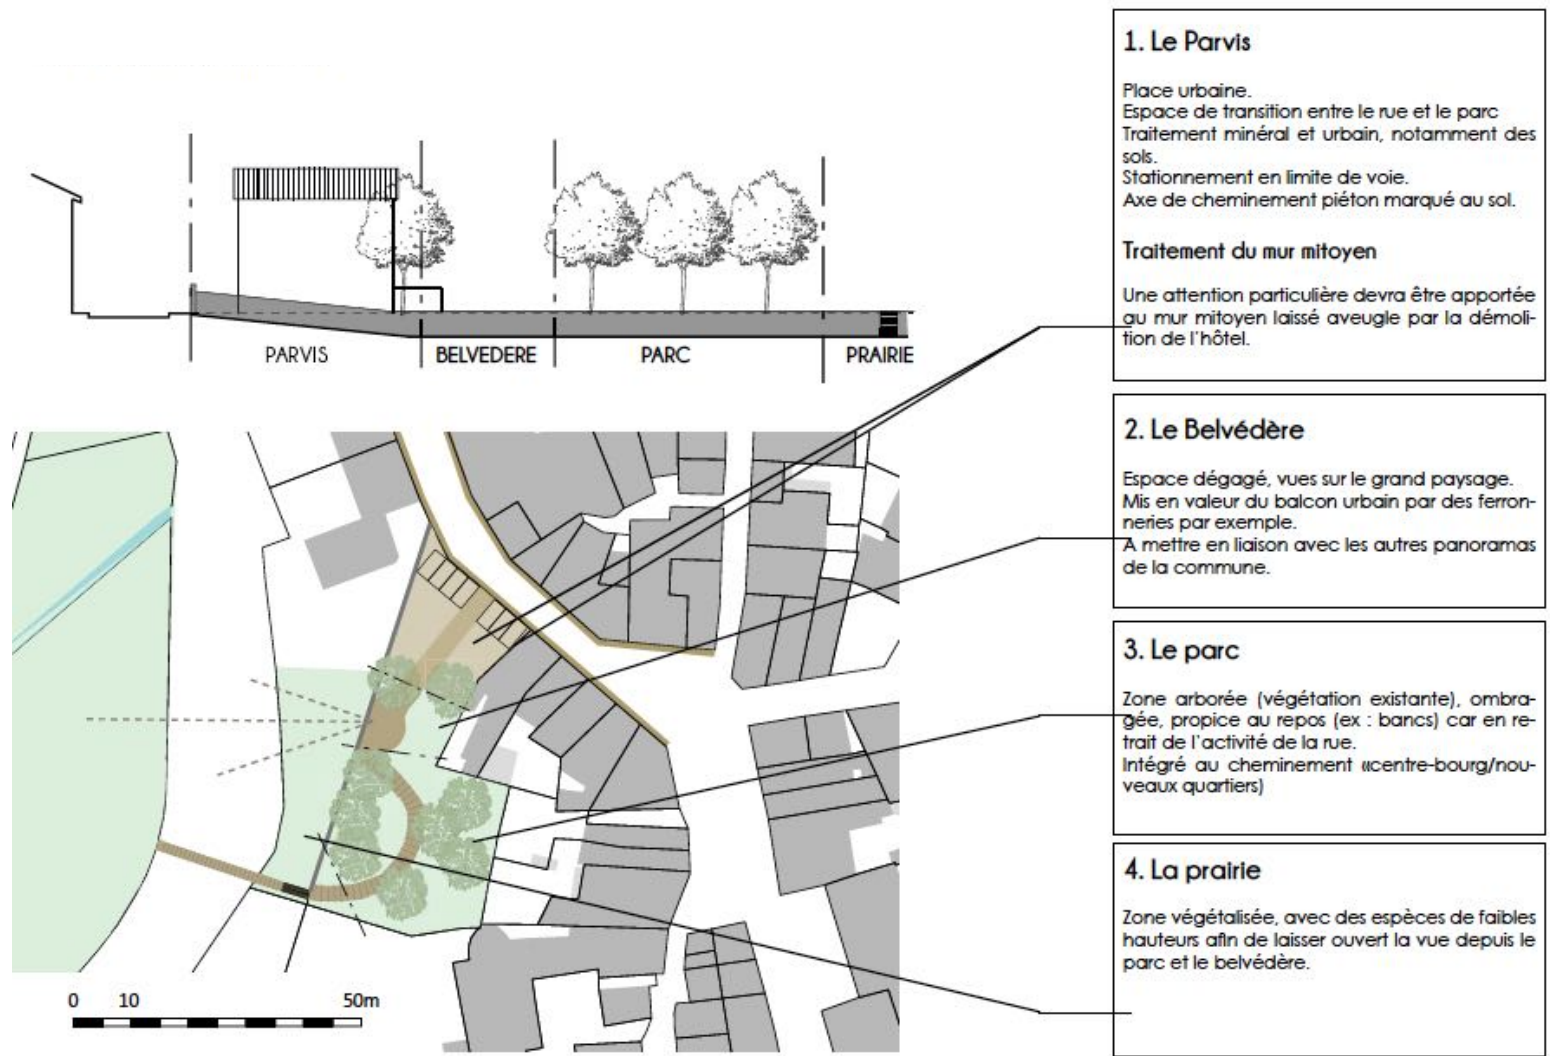 PARVIS
BELVEDERE
PARC
PRAIRIE
0 10 50m
1. Le Parvis
Place urbaine.
Espace de transition entre le rue et le parc
Traitement minéral et urbain, notamment des
sols.
Stationnement en limite de voie.
Axe de cheminement piéton marqué au sol.
Traitement du mur mitoyen
Une attention particulière devra être apportée
au mur mitoyen laissé aveugle par la démoli-
tion de l'hôtel.
2. Le Belvédère
Espace dégagé, vues sur le grand paysage.
Mis en valeur du balcon urbain par des ferron-
neries par exemple.
A mettre en liaison avec les autres panoramas
de la commune.
3. Le parc
Zone arborée (végétation existante), ombra-
gée, propice au repos (ex : bancs) car en re-
trait de l'activité de la rue.
Intégré au cheminement «centre-bourg/nou-
veaux quartiers)
4. La prairie
Zone végétalisée, avec des espèces de faibles
hauteurs afin de laisser ouvert la vue depuis le
parc et le belvédère.